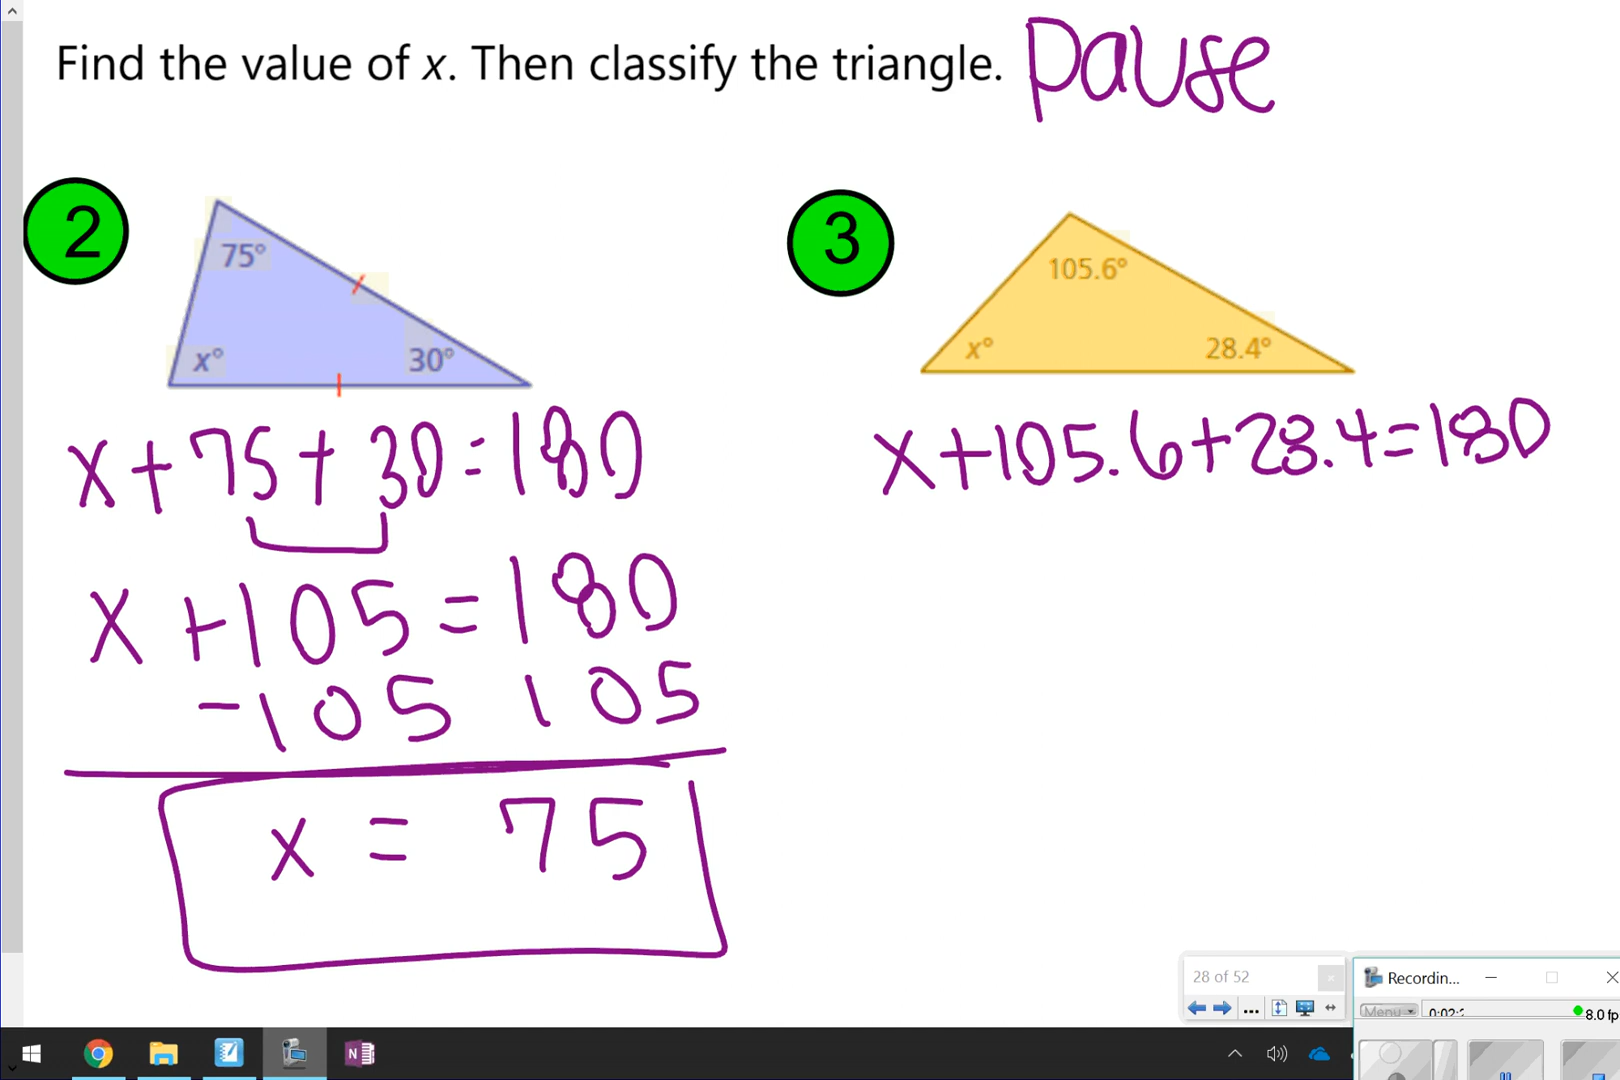 Find the value of x. Then classify the triangle. pause
2
75°
x°
30°
x + 75 + 30 = 180
x + 105 = 180
- 105 105
x = 75
3
105.6°
x°
28.4°
x + 105.6 + 28.4 = 180
28 of 52
...
Recordin...
Menu
8.0 fp
N